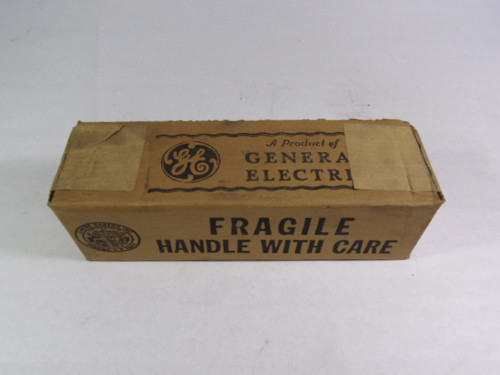 GE
A Product of
GENERA
ELECTRI
FRAGILE
HANDLE WITH CARE